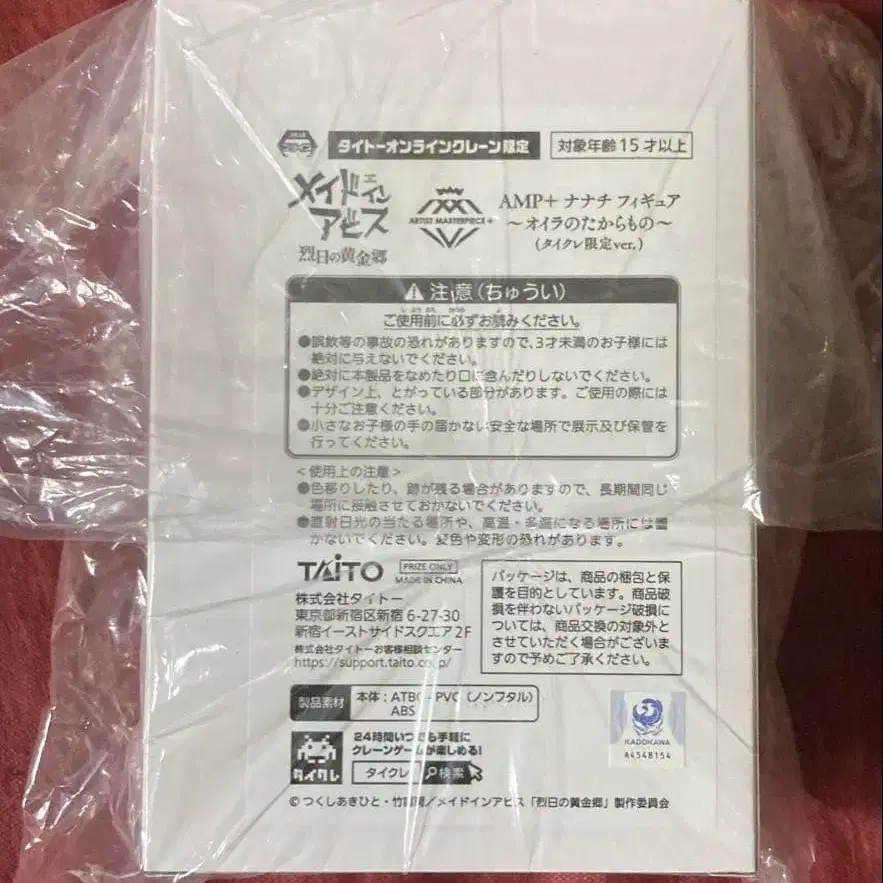 タイトーオンラインクレーン限定
対象年齢15才以上
メイドインアビス
烈日の黄金郷
ARTIST MASTERPIECE+
AMP+ ナナチ フィギュア
〜オイラのたからもの〜
(タイクレ限定ver.)
⚠注意(ちゅうい)
ご使用前に必ずお読みください。
●誤飲等の事故の恐れがありますので、3才未満のお子様には
絶対に与えないでください。
●絶対に本製品をなめたり口に含んだりしないでください。
●デザイン上、とがっている部分があります。ご使用の際には
十分ご注意ください。
●小さなお子様の手の届かない安全な場所で展示及び保管を
行ってください。
<使用上の注意>
●色移りしたり、跡が残る場合がありますので、長期間同じ
場所に接触させておかないでください。
●直射日光の当たる場所や、高温・多湿になる場所には置
かないでください。変色や変形の恐れがあります。
TAITO
PRIZE ONLY
MADE IN CHINA
株式会社タイトー
東京都新宿区新宿6-27-30
新宿イーストサイドスクエア2F
株式会社タイトーお客様相談センター
https://support.taito.co.jp/
パッケージは、商品の梱包と保
護を目的としています。商品破
損を伴わないパッケージ破損に
ついては、商品交換の対象外と
させていただく場合がございま
すので予めご了承ください。
製品素材
本体:ATBC-PVC(ノンフタル)
ABS
KADOKAWA
A4548154
タイクレ
24時間いつでも手軽に
クレーンゲームが楽しめる!
タイクレ 検索
©つくしあきひと・竹書房/メイドインアビス「烈日の黄金郷」製作委員会